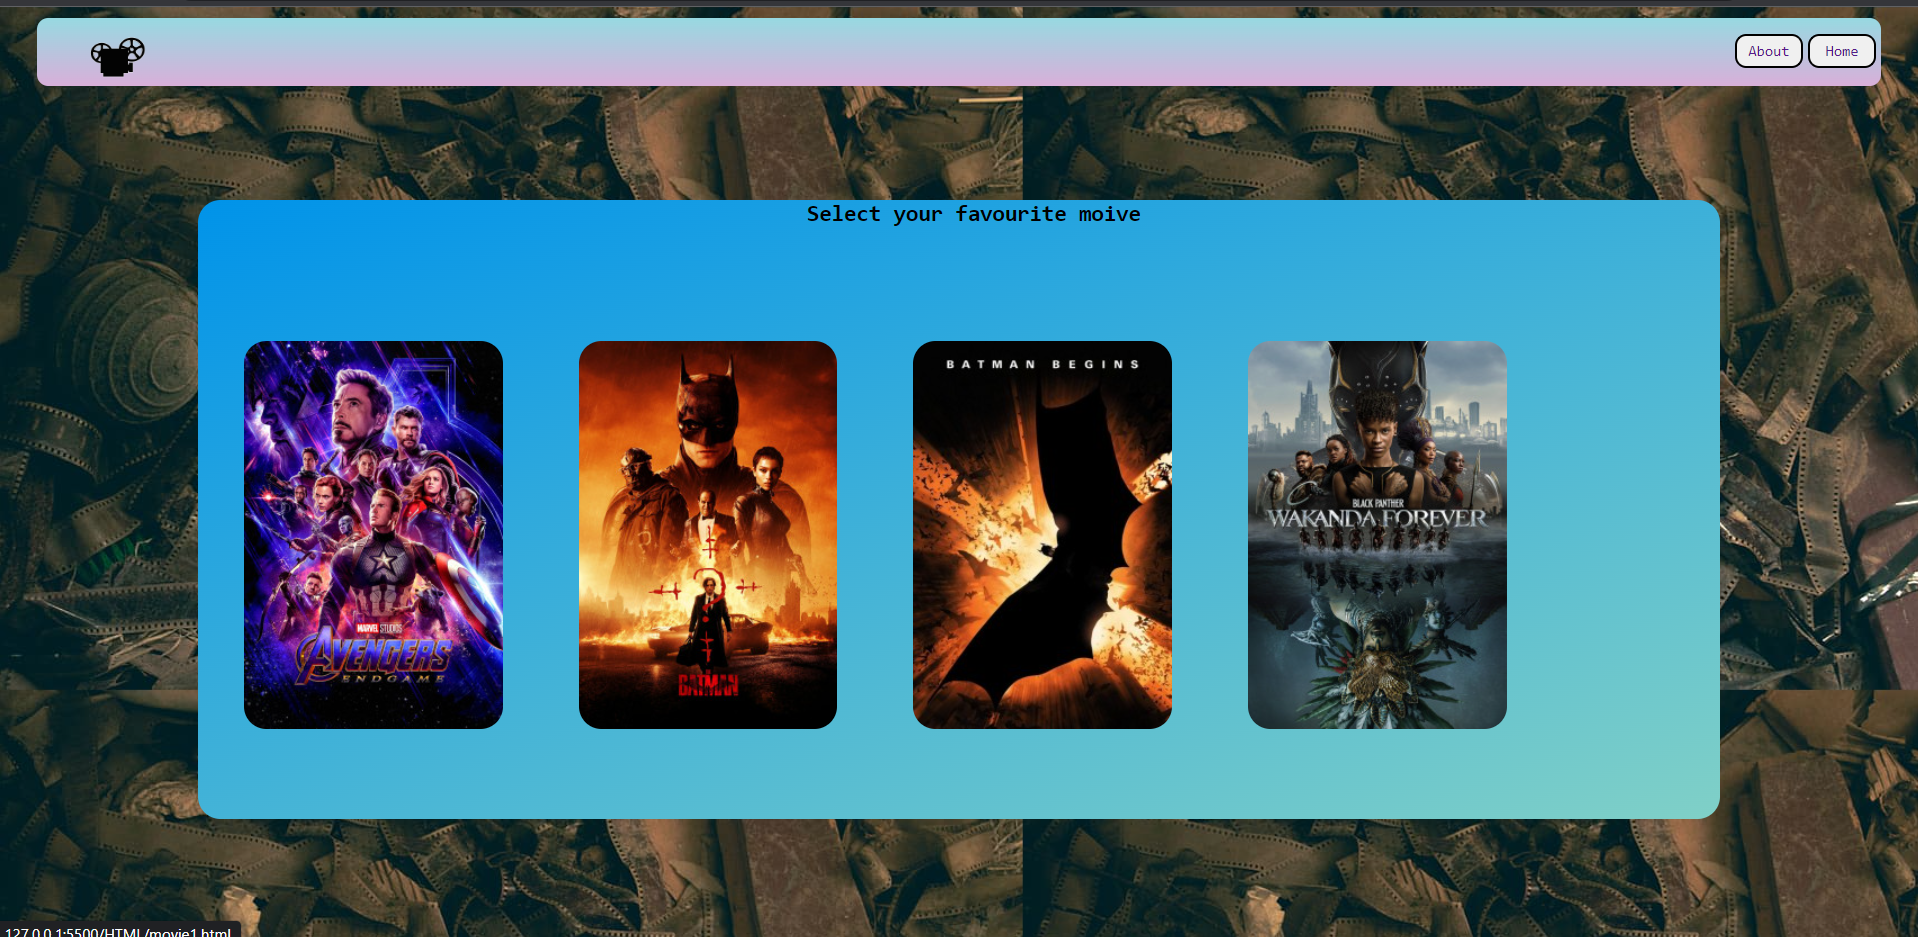 About
Home
Select your favourite moive
MARVEL STUDIOS
AVENGERS
ENDGAME
BATMAN
BATMAN BEGINS
BLACK PANTHER
WAKANDA FOREVER
127.0.0.1:5500/HTML/movie1.html